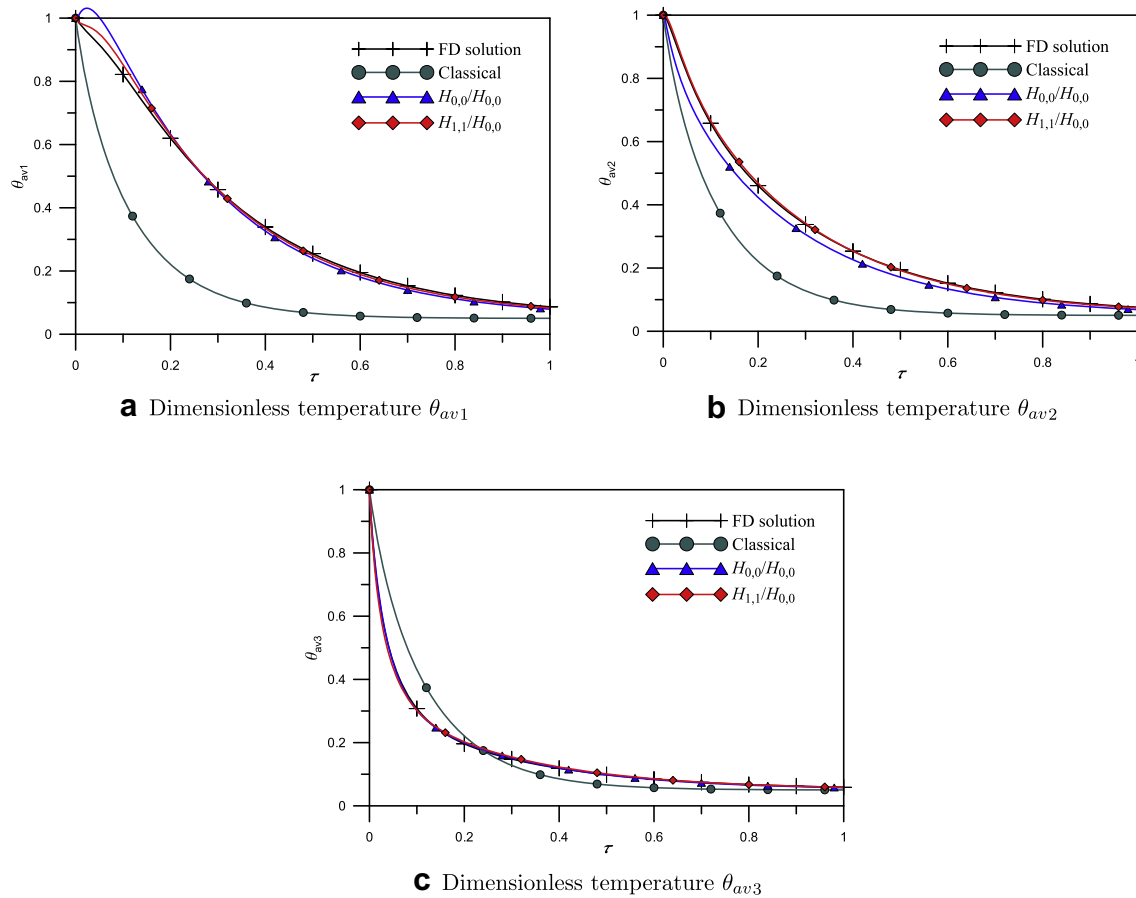 1
0.8
0.6
0.4
0.2
0
θav1
0 0.2 0.4 0.6 0.8 1
τ
FD solution
Classical
H0,0/H0,0
H1,1/H0,0
a Dimensionless temperature θav1
1
0.8
0.6
0.4
0.2
0
θav2
0 0.2 0.4 0.6 0.8 1
τ
FD solution
Classical
H0,0/H0,0
H1,1/H0,0
b Dimensionless temperature θav2
1
0.8
0.6
0.4
0.2
0
θav3
0 0.2 0.4 0.6 0.8 1
τ
FD solution
Classical
H0,0/H0,0
H1,1/H0,0
c Dimensionless temperature θav3